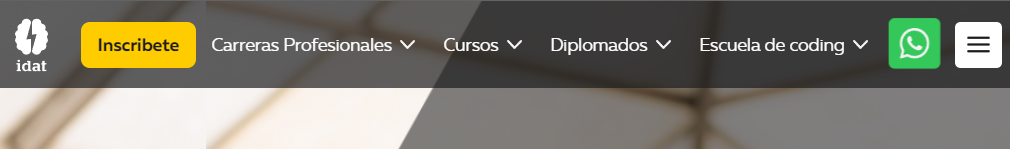 idat
Inscribete
Carreras Profesionales
Cursos
Diplomados
Escuela de coding